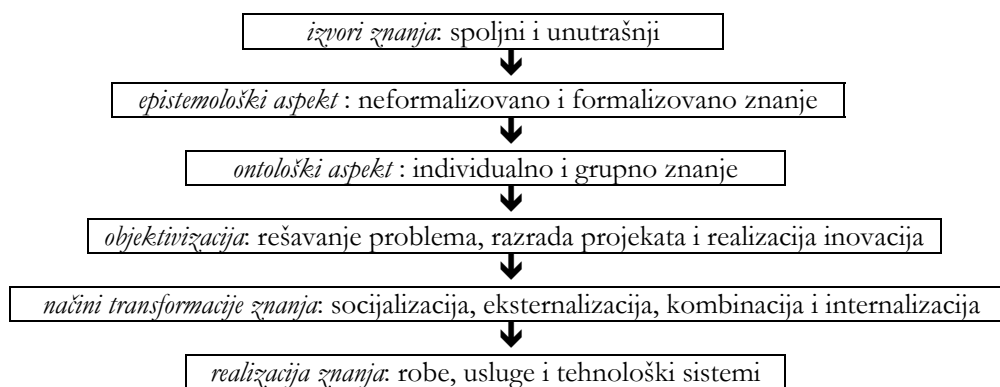 izvori znanja: spoljni i unutrašnji
epistemološki aspekt : neformalizovano i formalizovano znanje
ontološki aspekt : individualno i grupno znanje
objektivizacija: rešavanje problema, razrada projekata i realizacija inovacija
načini transformacije znanja: socijalizacija, eksternalizacija, kombinacija i internalizacija
realizacija znanja: robe, usluge i tehnološki sistemi